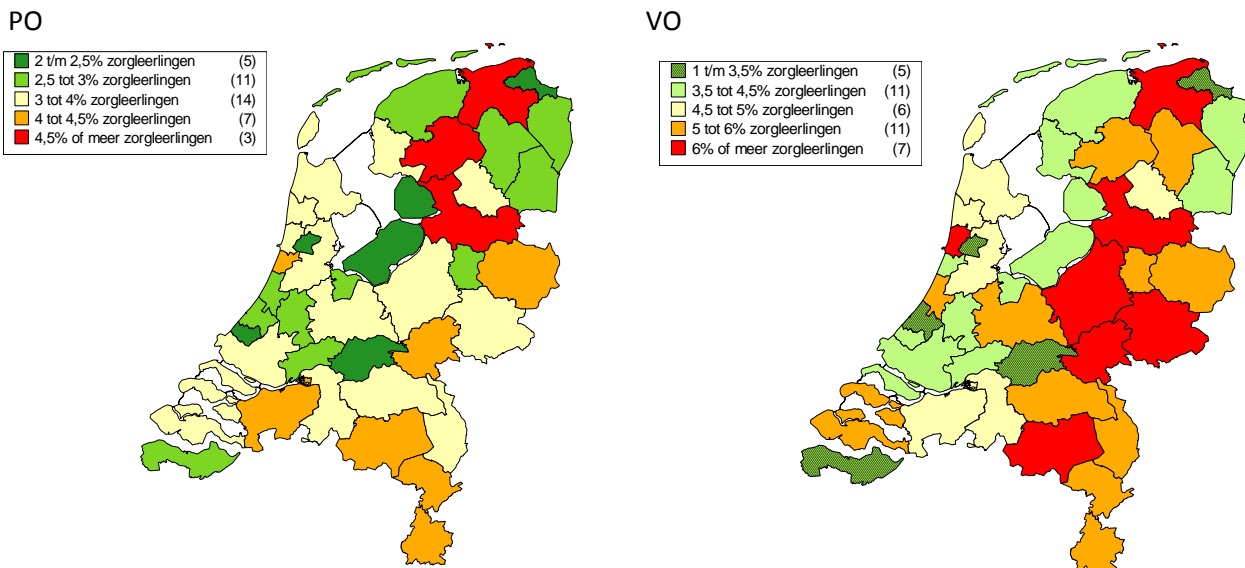 PO
2 t/m 2,5% zorgleerlingen (5)
2,5 tot 3% zorgleerlingen (11)
3 tot 4% zorgleerlingen (14)
4 tot 4,5% zorgleerlingen (7)
4,5% of meer zorgleerlingen (3)
VO
1 t/m 3,5% zorgleerlingen (5)
3,5 tot 4,5% zorgleerlingen (11)
4,5 tot 5% zorgleerlingen (6)
5 tot 6% zorgleerlingen (11)
6% of meer zorgleerlingen (7)